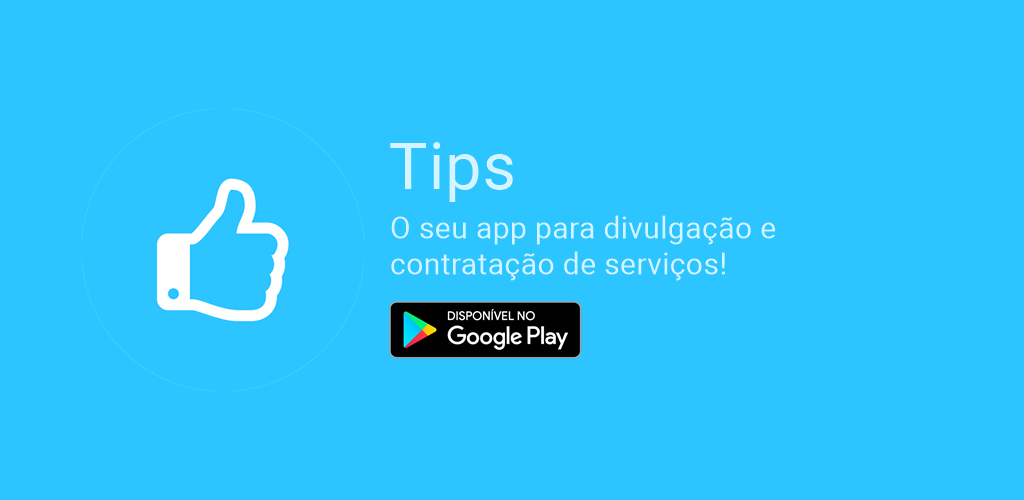 Tips
O seu app para divulgação e
contratação de serviços!
DISPONÍVEL NO
Google Play